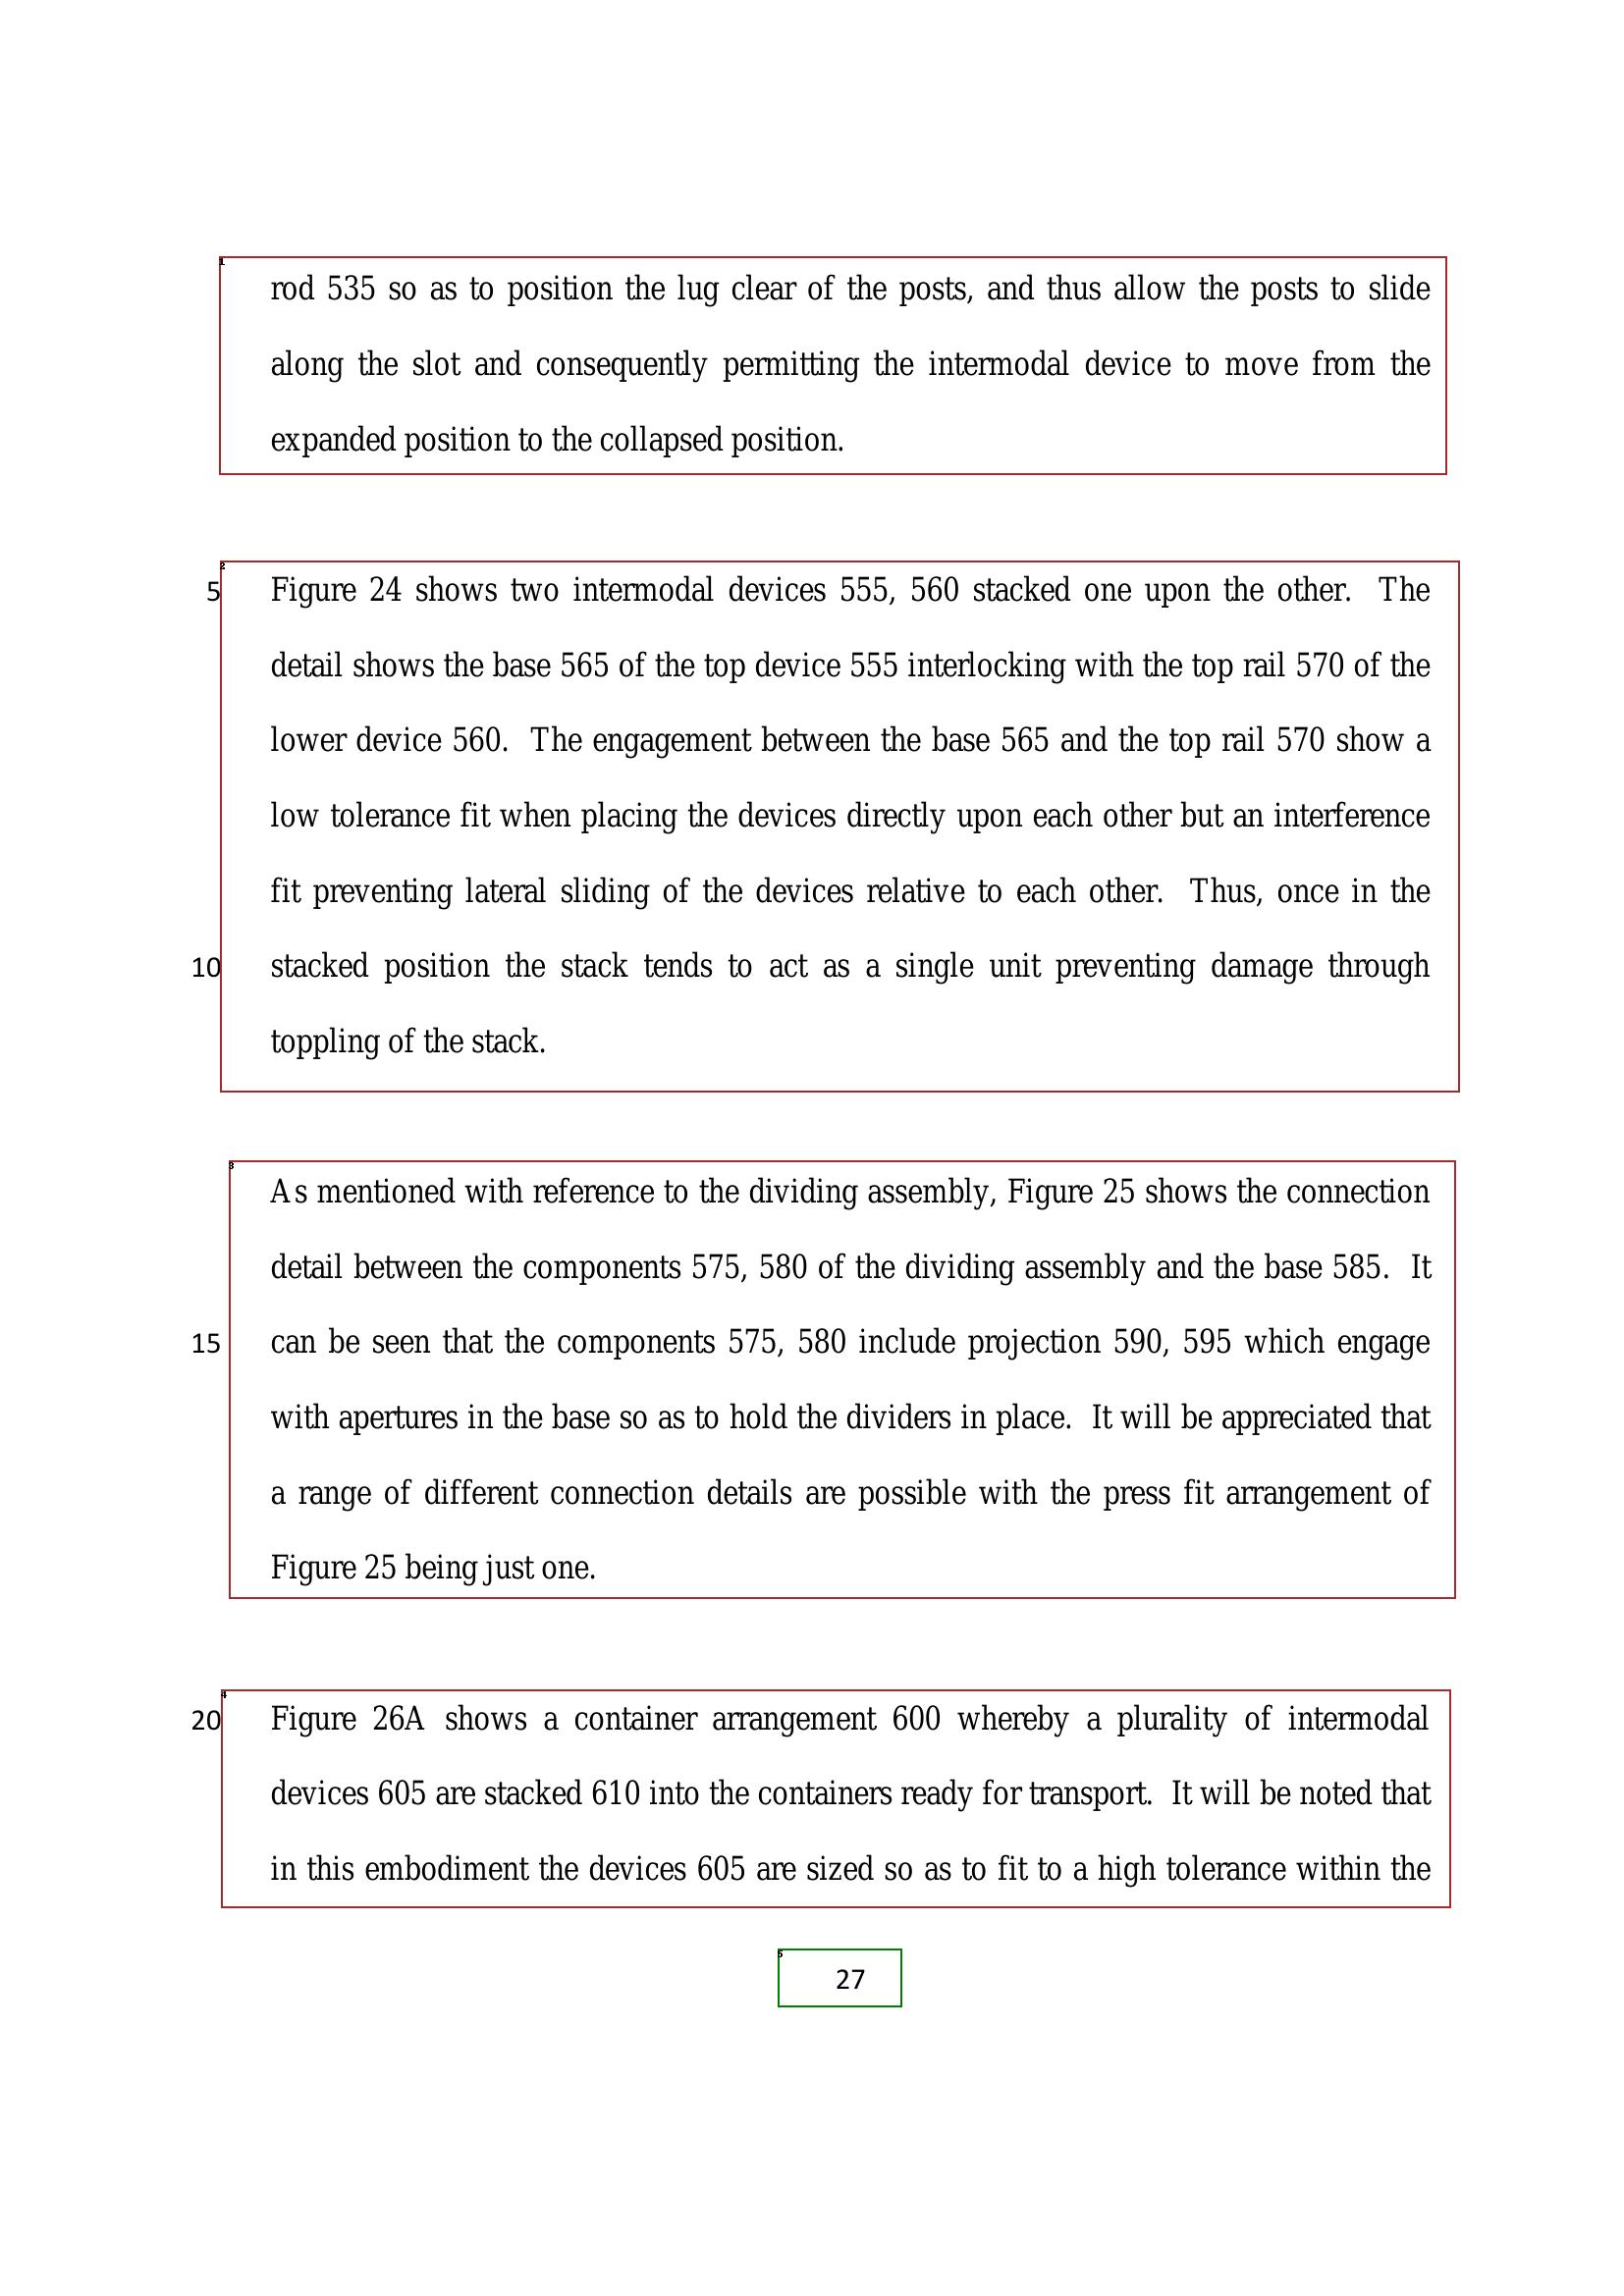 1
rod 535 so as to position the lug clear of the posts, and thus allow the posts to slide
along the slot and consequently permitting the intermodal device to move from the
expanded position to the collapsed position.
2
5 Figure 24 shows two intermodal devices 555, 560 stacked one upon the other. The
detail shows the base 565 of the top device 555 interlocking with the top rail 570 of the
lower device 560. The engagement between the base 565 and the top rail 570 show a
low tolerance fit when placing the devices directly upon each other but an interference
fit preventing lateral sliding of the devices relative to each other. Thus, once in the
10 stacked position the stack tends to act as a single unit preventing damage through
toppling of the stack.
3
As mentioned with reference to the dividing assembly, Figure 25 shows the connection
detail between the components 575, 580 of the dividing assembly and the base 585. It
15 can be seen that the components 575, 580 include projection 590, 595 which engage
with apertures in the base so as to hold the dividers in place. It will be appreciated that
a range of different connection details are possible with the press fit arrangement of
Figure 25 being just one.
4
20 Figure 26A shows a container arrangement 600 whereby a plurality of intermodal
devices 605 are stacked 610 into the containers ready for transport. It will be noted that
in this embodiment the devices 605 are sized so as to fit to a high tolerance within the
5
27